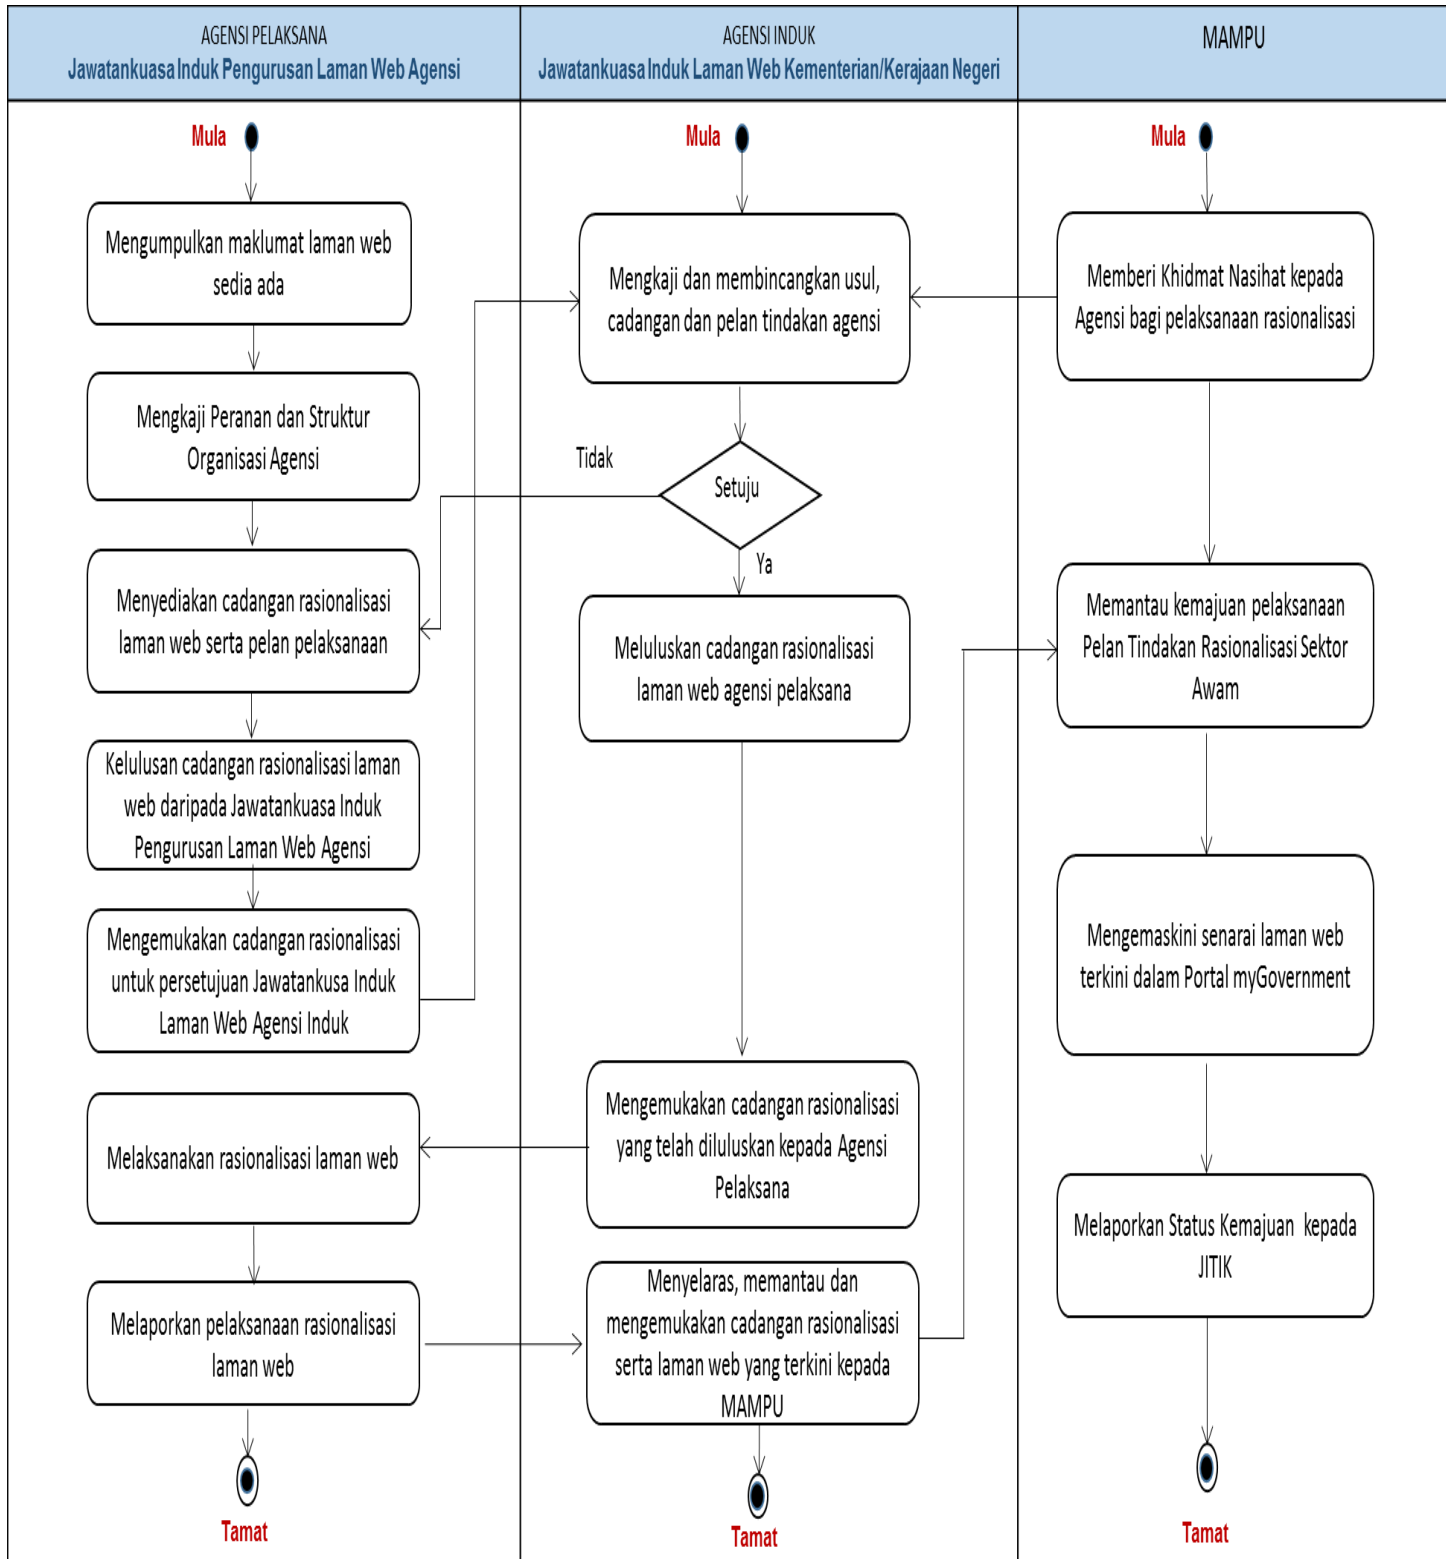 AGENSI PELAKSANA
Jawatankuasa Induk Pengurusan Laman Web Agensi
Mula
Mengumpulkan maklumat laman web
sedia ada
Mengkaji Peranan dan Struktur
Organisasi Agensi
Menyediakan cadangan rasionalisasi
laman web serta pelan pelaksanaan
Kelulusan cadangan rasionalisasi laman
web daripada Jawatankuasa Induk
Pengurusan Laman Web Agensi
Mengemukakan cadangan rasionalisasi
untuk persetujuan Jawatankusa Induk
Laman Web Agensi Induk
Melaksanakan rasionalisasi laman web
Melaporkan pelaksanaan rasionalisasi
laman web
Tamat
AGENSI INDUK
Jawatankuasa Induk Laman Web Kementerian/Kerajaan Negeri
Mula
Mengkaji dan membincangkan usul,
cadangan dan pelan tindakan agensi
Tidak
Setuju
Ya
Meluluskan cadangan rasionalisasi
laman web agensi pelaksana
Mengemukakan cadangan rasionalisasi
yang telah diluluskan kepada Agensi
Pelaksana
Menyelaras, memantau dan
mengemukakan cadangan rasionalisasi
serta laman web yang terkini kepada
MAMPU
Tamat
MAMPU
Mula
Memberi Khidmat Nasihat kepada
Agensi bagi pelaksanaan rasionalisasi
Memantau kemajuan pelaksanaan
Pelan Tindakan Rasionalisasi Sektor
Awam
Mengemaskini senarai laman web
terkini dalam Portal myGovernment
Melaporkan Status Kemajuan kepada
JITIK
Tamat